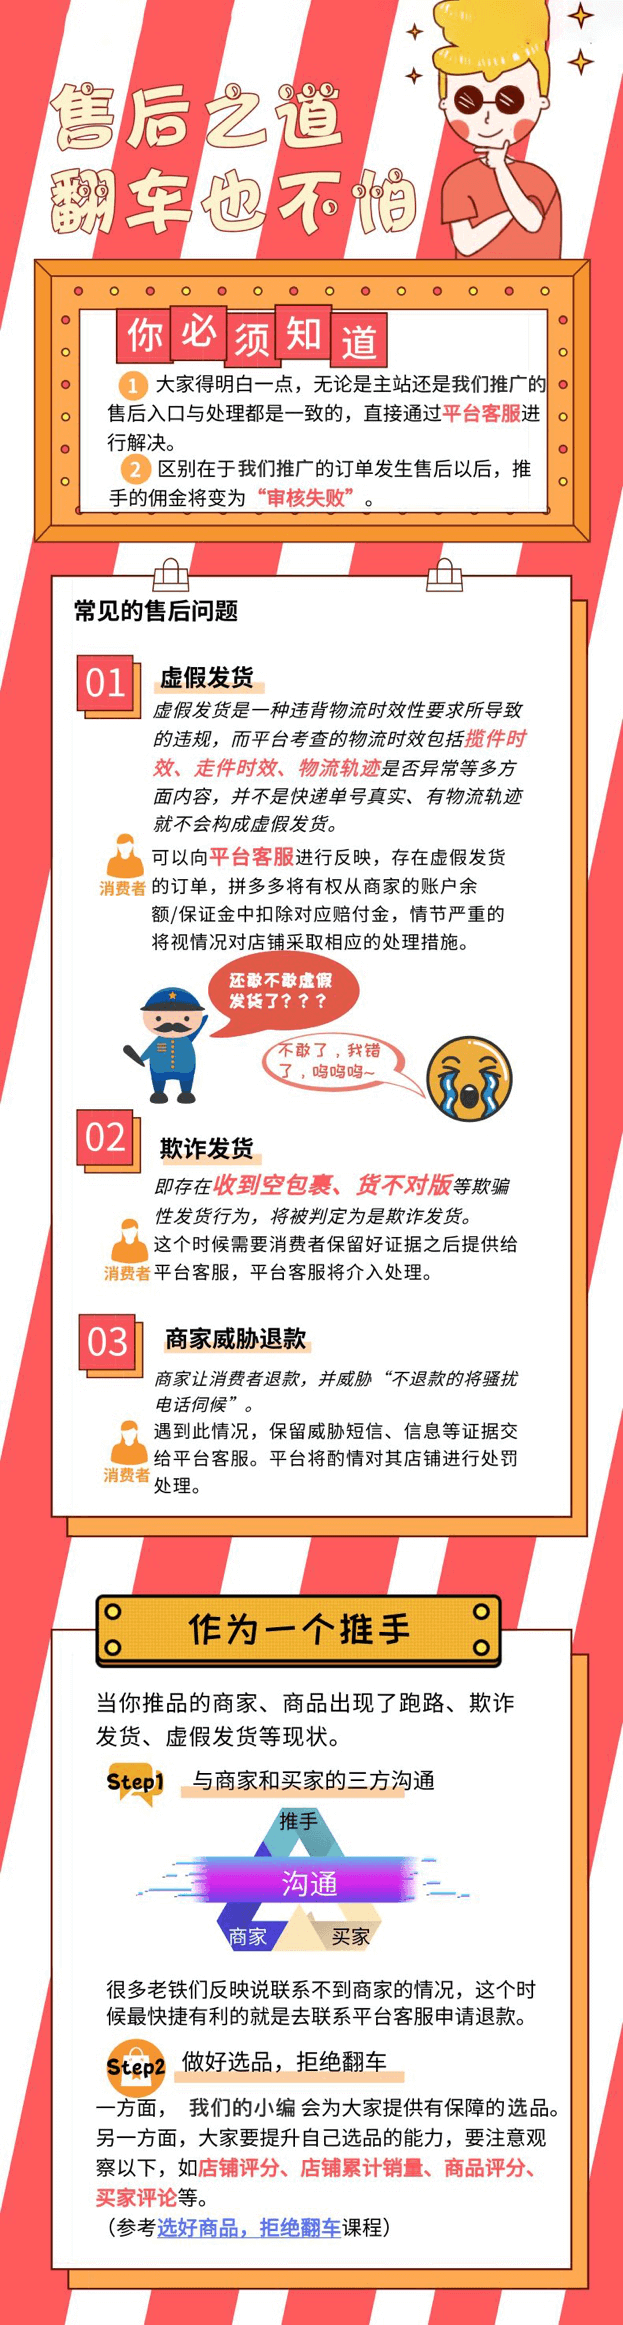 售后之道
翻车也不怕
你必须知道
1 大家得明白一点，无论是主站还是我们推广的
售后入口与处理都是一致的，直接通过平台客服进
行解决。
2 区别在于我们推广的订单发生售后以后，推
手的佣金将变为“审核失败”。
常见的售后问题
01 虚假发货
虚假发货是一种违背物流时效性要求所导致
的违规，而平台考查的物流时效包括揽件时
效、走件时效、物流轨迹是否异常等多方
面内容，并不是快递单号真实、有物流轨迹
就不会构成虚假发货。
可以向平台客服进行反映，存在虚假发货
消费者 的订单，拼多多将有权从商家的账户余
额/保证金中扣除对应赔付金，情节严重的
将视情况对店铺采取相应的处理措施。
还敢不敢虚假
发货了？？？
不敢了，我错
了，呜呜呜~
02 欺诈发货
即存在收到空包裹、货不对版等欺骗
性发货行为，将被判定为是欺诈发货。
这个时候需要消费者保留好证据之后提供给
消费者 平台客服，平台客服将介入处理。
03 商家威胁退款
商家让消费者退款，并威胁“不退款的将骚扰
电话伺候”。
遇到此情况，保留威胁短信、信息等证据交
消费者 给平台客服。平台将酌情对其店铺进行处罚
处理。
作为一个推手
当你推品的商家、商品出现了跑路、欺诈
发货、虚假发货等现状。
Step1 与商家和买家的三方沟通
推手
沟通
商家 买家
很多老铁们反映说联系不到商家的情况，这个时
候最快捷有利的就是去联系平台客服申请退款。
Step2 做好选品，拒绝翻车
一方面， 我们的小编 会为大家提供有保障的选品。
另一方面，大家要提升自己选品的能力，要注意观
察以下，如店铺评分、店铺累计销量、商品评分、
买家评论等。
（参考选好商品，拒绝翻车课程）